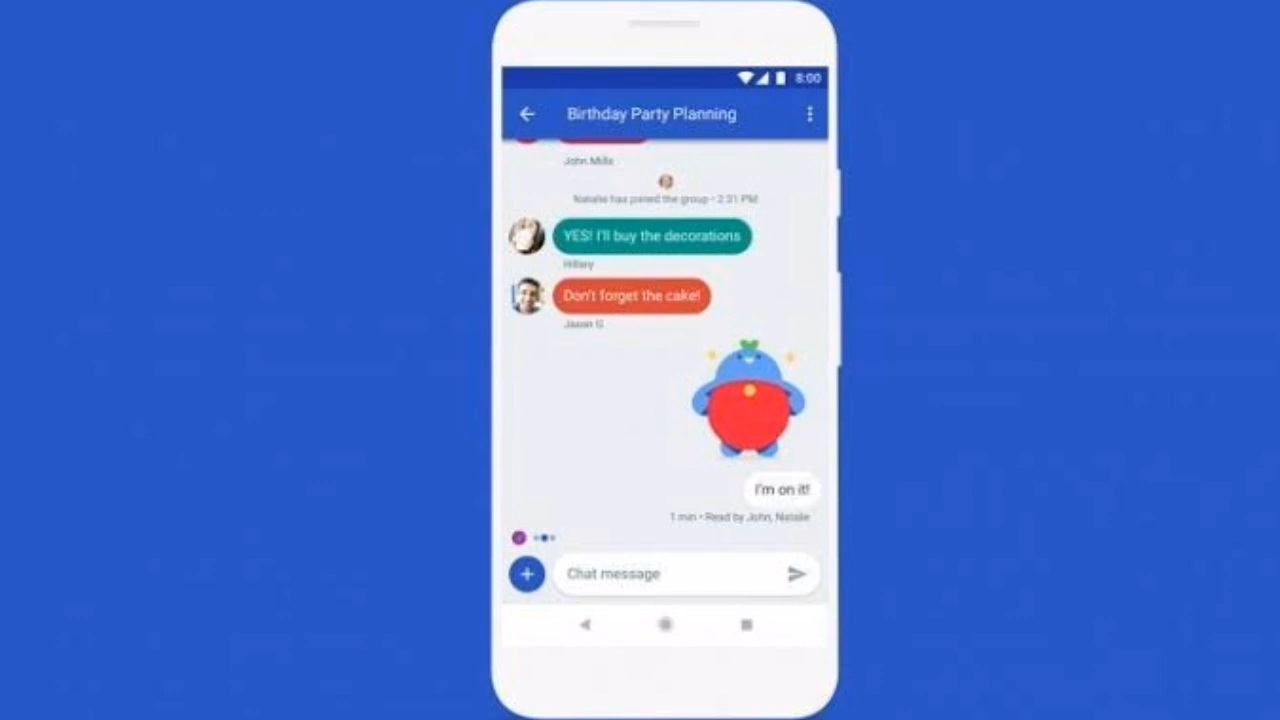 8:00
Birthday Party Planning
John Mills
Natalie has joined the group • 2:31 PM
YES! I'll buy the decorations
Hillary
Don't forget the cake!
Jason G
I'm on it!
1 min • Read by John, Natalie
Chat message